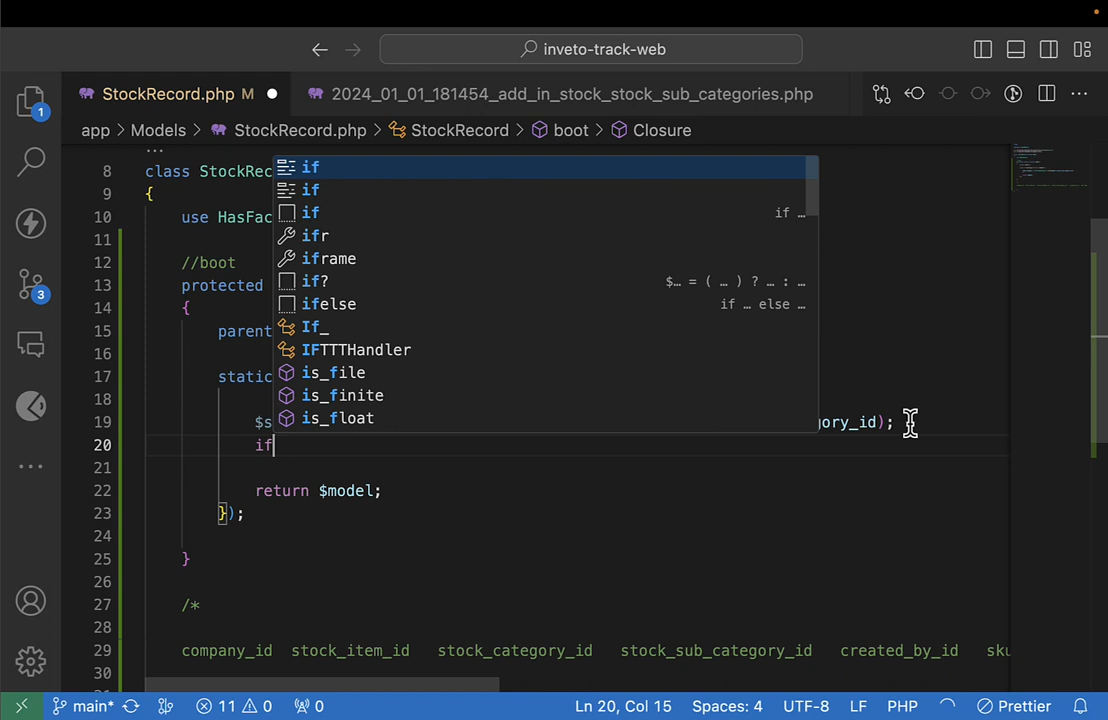 inveto-track-web
StockRecord.php M 2024_01_01_181454_add_in_stock_stock_sub_categories.php
app > Models > StockRecord.php > StockRecord > boot > Closure
...
8 class StockRec
9 {
10 use HasFac
11
12 //boot
13 protected
14 {
15 parent
16
17 static
18
19 $s gory_id);
20 if
21
22 return $model;
23 });
24
25 }
26
27 /*
28
29 company_id stock_item_id stock_category_id stock_sub_category_id created_by_id sku
30
if
if
if if …
ifr
iframe
if? $… = ( … ) ? … : …
ifelse if … else …
If_
IFTTTHandler
is_file
is_finite
is_float
1
3
main* 11 0 0 Ln 20, Col 15 Spaces: 4 UTF-8 LF PHP Prettier